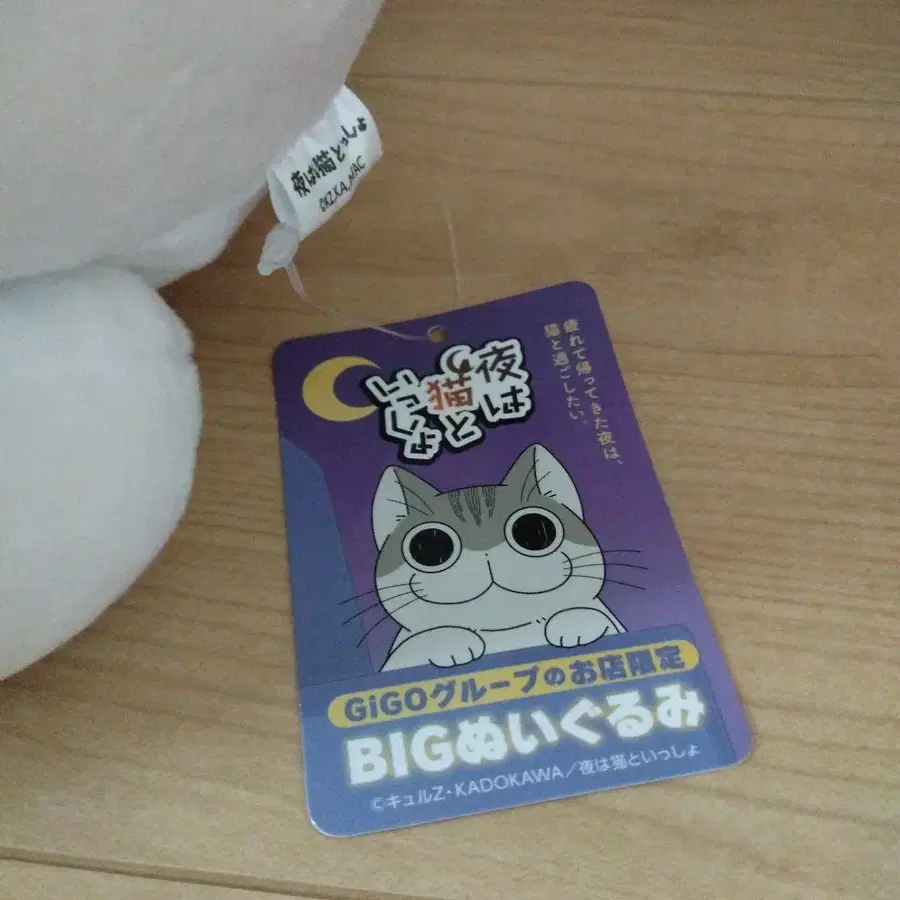 夜は猫といっしょ
©KZ,KA_NAC
疲れて帰ってきた夜は、
猫と過ごしたい。
夜は猫といっしょ
GiGOグループのお店限定
BIGぬいぐるみ
©キュルZ・KADOKAWA/夜は猫といっしょ